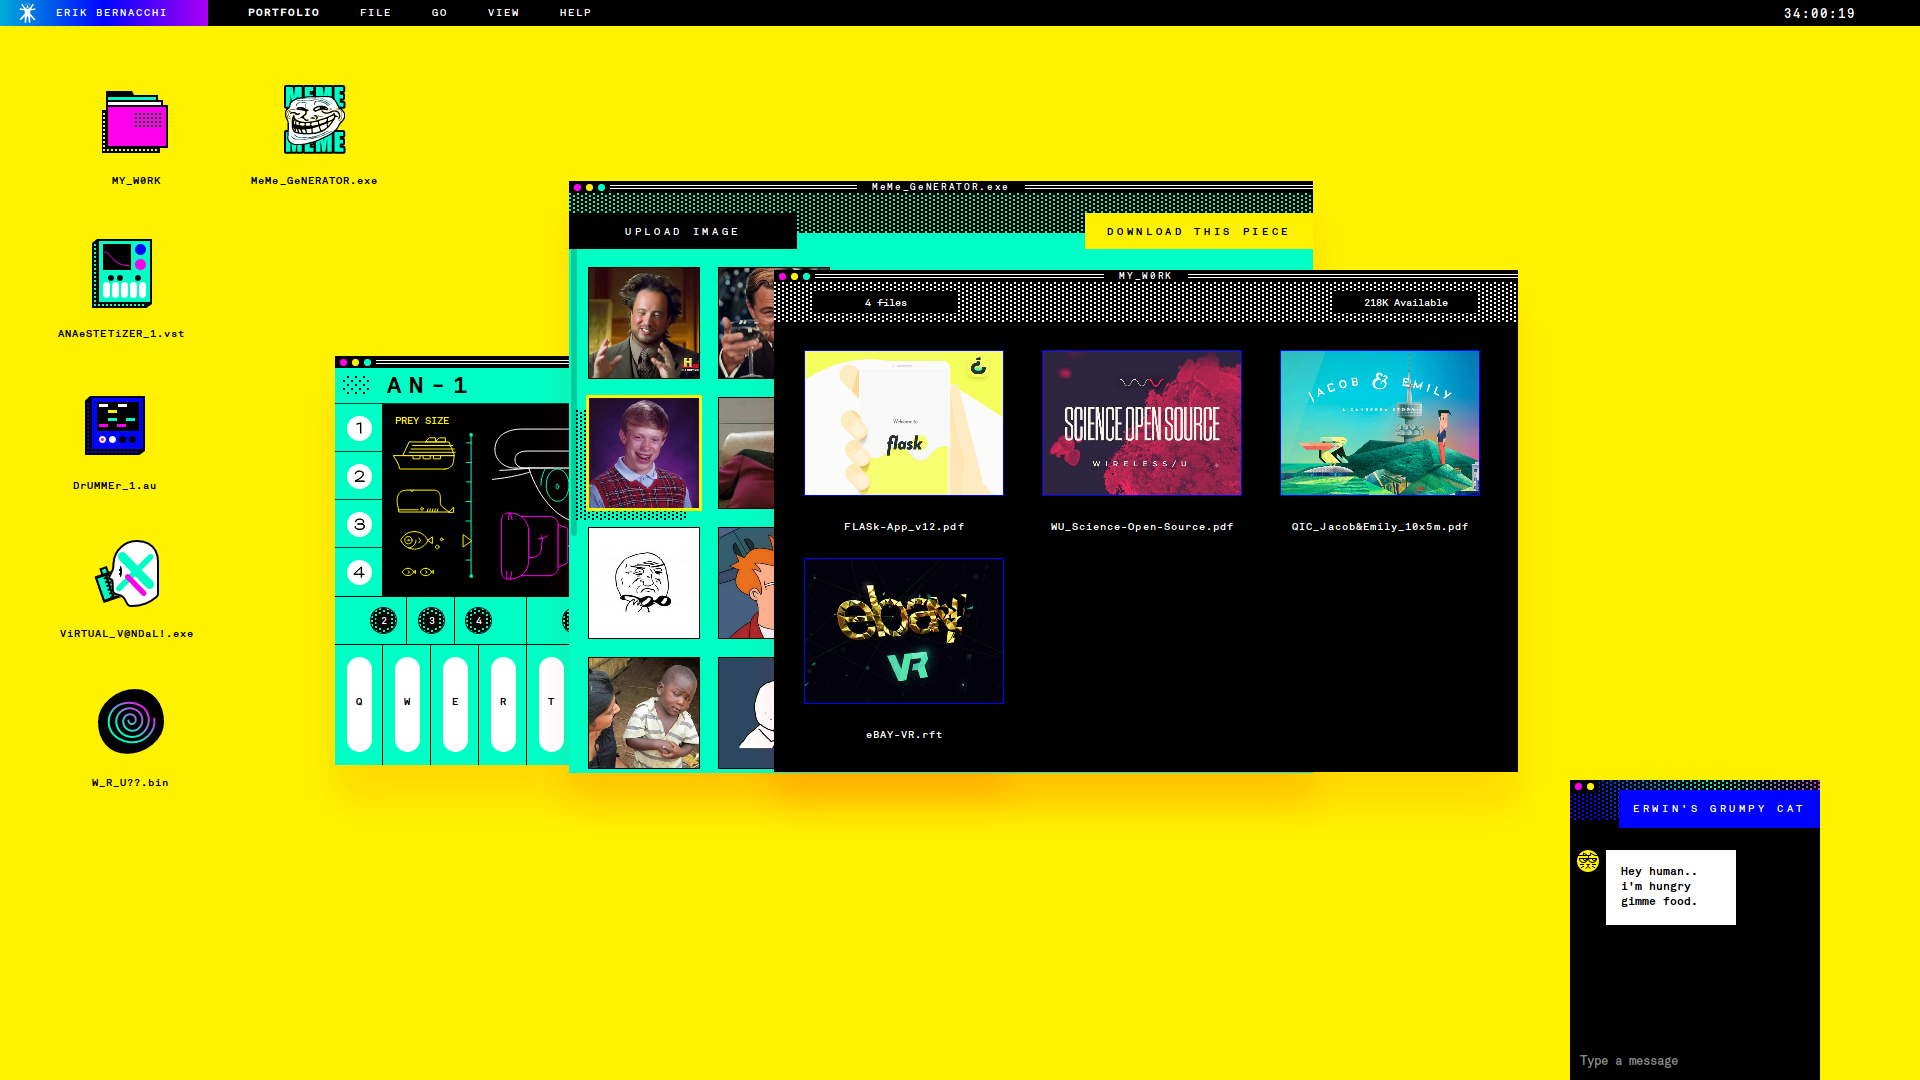 ERIK BERNACCHI
PORTFOLIO FILE GO VIEW HELP
34:00:19
MEME
MEME
MY_W0RK
MeMe_GeNERATOR.exe
ANAeSTETiZER_1.vst
DrUMMEr_1.au
ViRTUAL_V@NDaL!.exe
W_R_U??.bin
AN-1
PREY SIZE
1
2
3
4
2 3 4
Q W E R T
MeMe_GeNERATOR.exe
UPLOAD IMAGE
DOWNLOAD THIS PIECE
H
MY_W0RK
4 files
218K Available
Welcome to
flask
FLASk-App_v12.pdf
SCIENCE OPEN SOURCE
WIRELESS/U
WU_Science-Open-Source.pdf
JACOB & EMILY
A CANBERRA STORY
QIC_Jacob&Emily_10x5m.pdf
ebay
VR
eBAY-VR.rft
ERWIN'S GRUMPY CAT
Hey human..
i'm hungry
gimme food.
Type a message